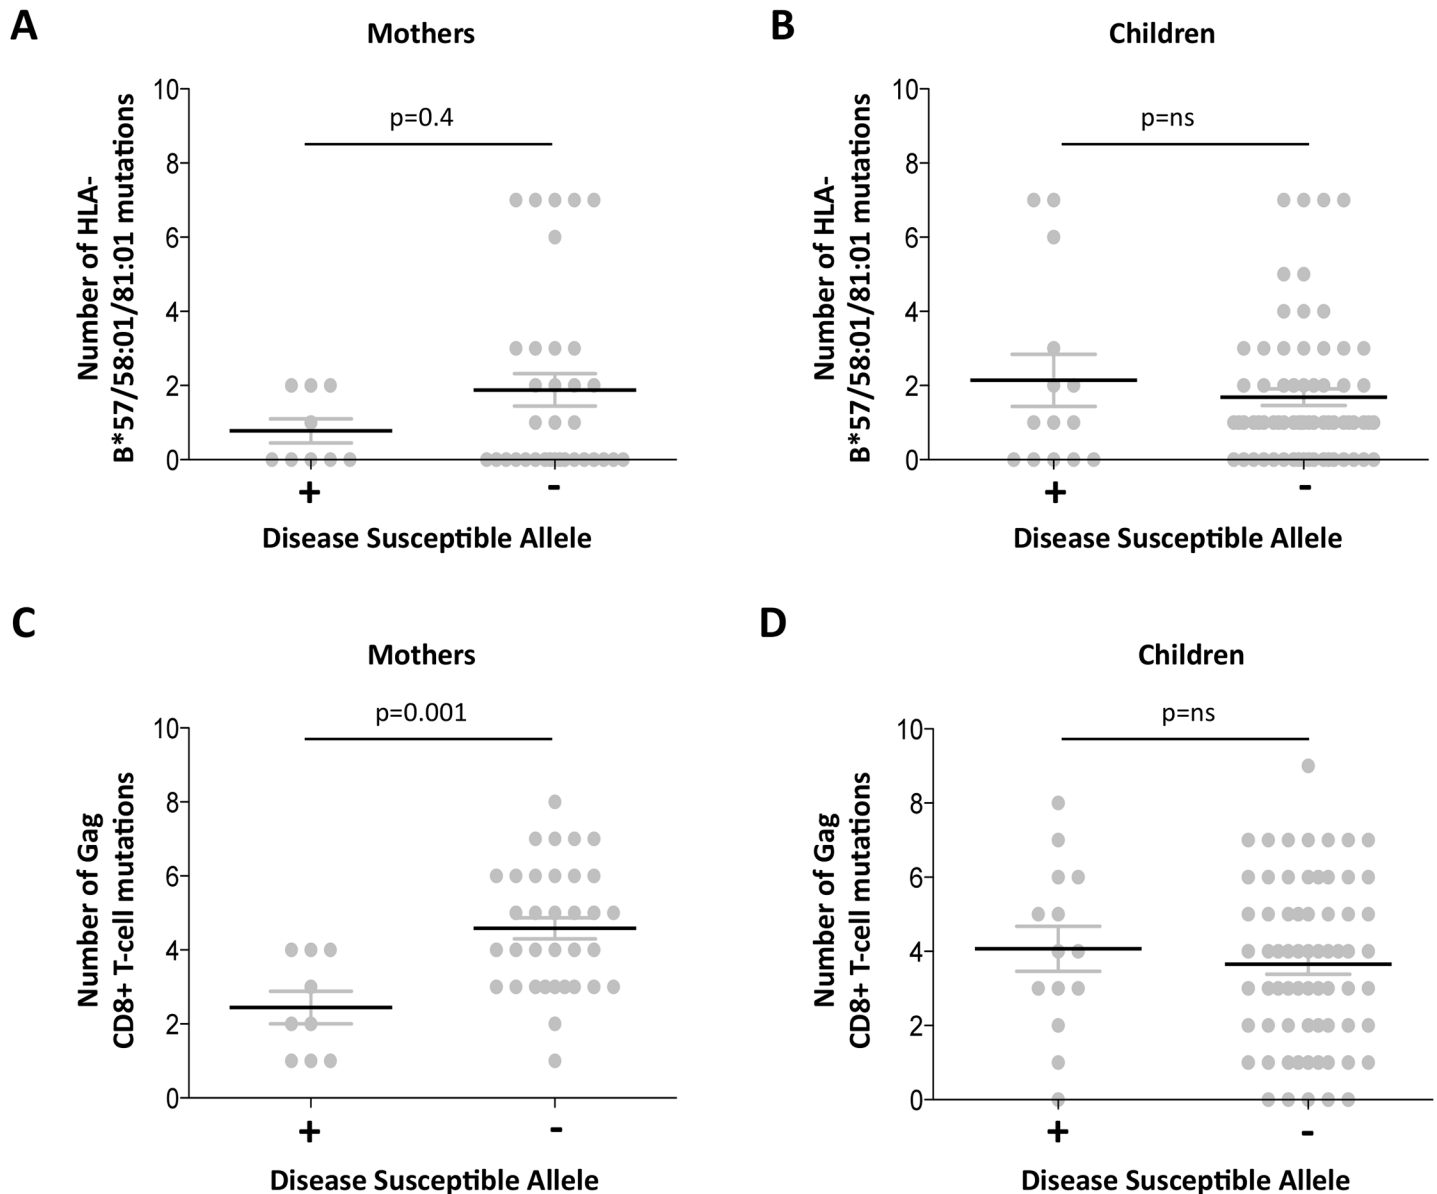 A
Mothers
p=0.4
Number of HLA-
B*57/58:01/81:01 mutations
10
8
6
4
2
0
+
-
Disease Susceptible Allele
B
Children
p=ns
Number of HLA-
B*57/58:01/81:01 mutations
10
8
6
4
2
0
+
-
Disease Susceptible Allele
C
Mothers
p=0.001
Number of Gag
CD8+ T-cell mutations
10
8
6
4
2
0
+
-
Disease Susceptible Allele
D
Children
p=ns
Number of Gag
CD8+ T-cell mutations
10
8
6
4
2
0
+
-
Disease Susceptible Allele